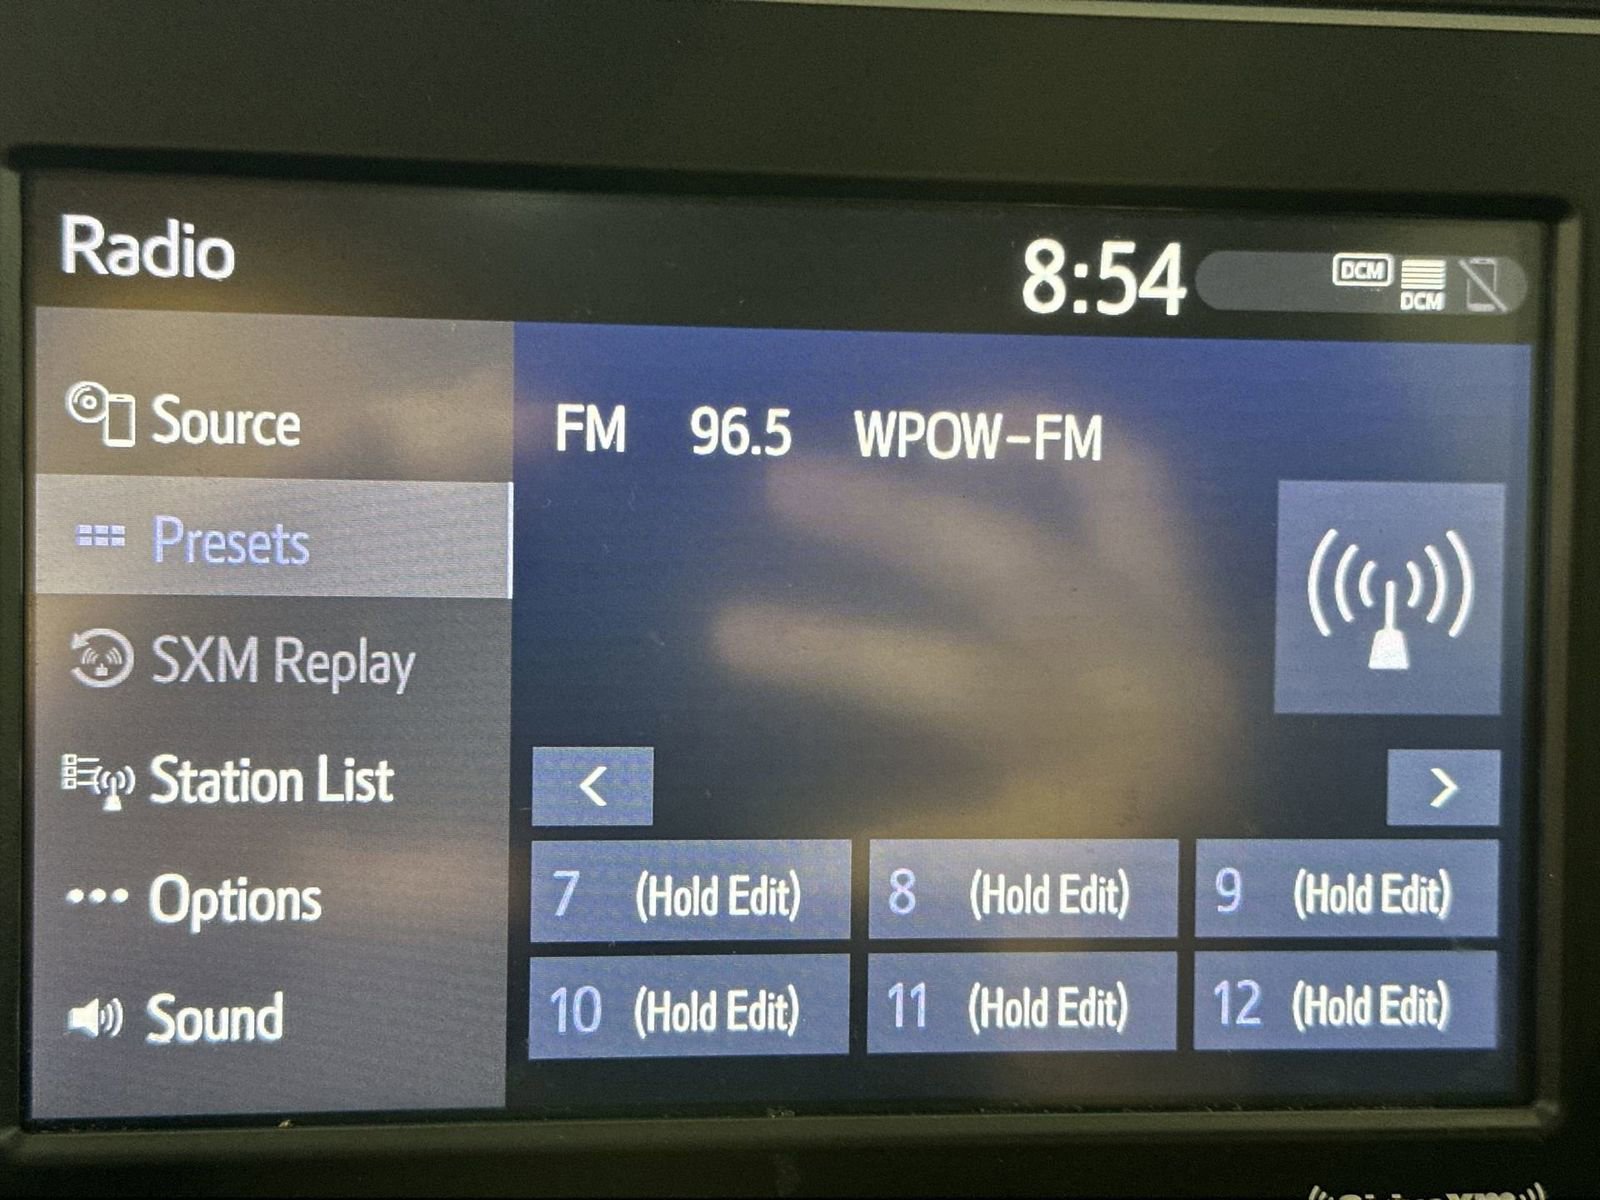 Radio
8:54
DCM
DCM
Source
Presets
SXM Replay
Station List
Options
Sound
FM 96.5 WPOW-FM
<
>
7 (Hold Edit)
8 (Hold Edit)
9 (Hold Edit)
10 (Hold Edit)
11 (Hold Edit)
12 (Hold Edit)